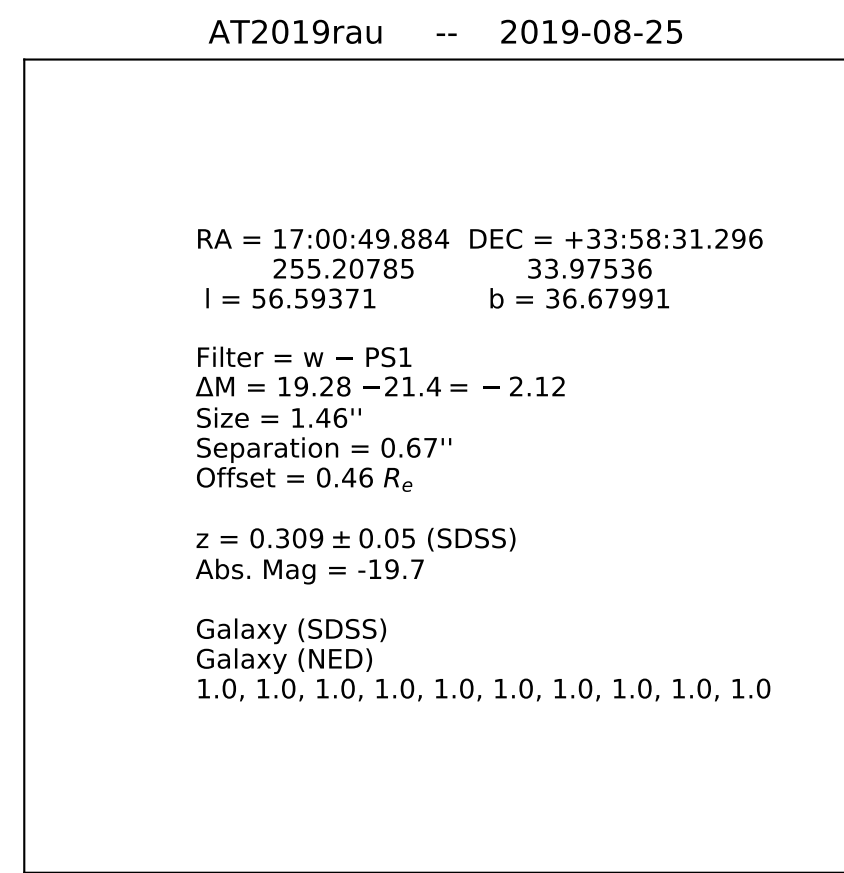 AT2019rau -- 2019-08-25
RA = 17:00:49.884 DEC = +33:58:31.296
255.20785 33.97536
l = 56.59371 b = 36.67991
Filter = w − PS1
ΔM = 19.28 −21.4 = − 2.12
Size = 1.46''
Separation = 0.67''
Offset = 0.46 Re
z = 0.309 ± 0.05 (SDSS)
Abs. Mag = -19.7
Galaxy (SDSS)
Galaxy (NED)
1.0, 1.0, 1.0, 1.0, 1.0, 1.0, 1.0, 1.0, 1.0, 1.0